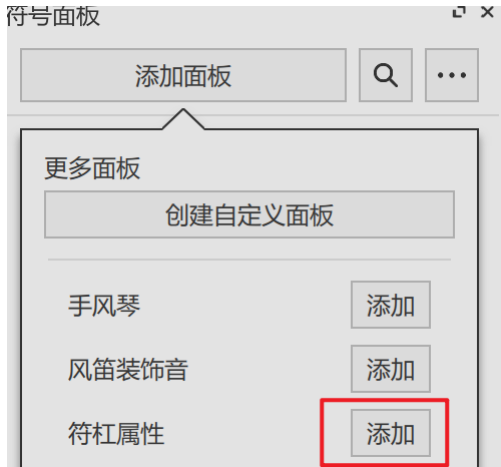 符号面板
添加面板
更多面板
创建自定义面板
手风琴 添加
风笛装饰音 添加
符杠属性 添加